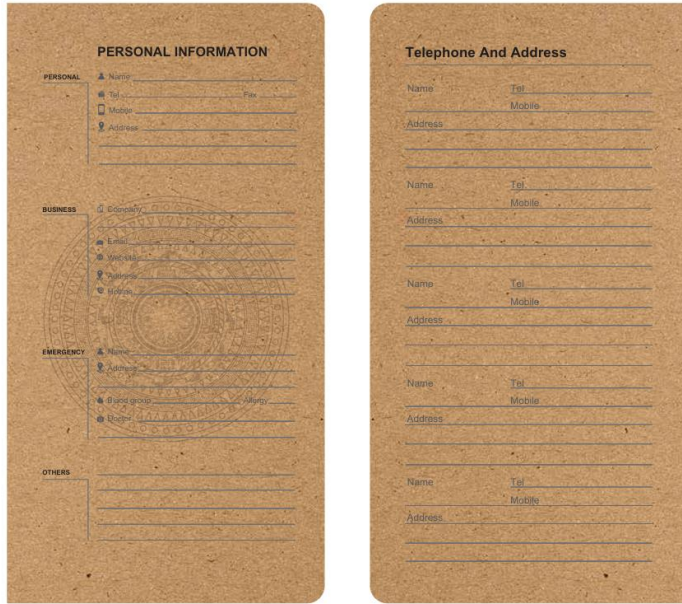 PERSONAL INFORMATION
PERSONAL
Name
Tel Fax
Mobile
Address
BUSINESS
Company
Email
Website
Address
Hotline
EMERGENCY
Name
Address
Blood group Allergy
Doctor
OTHERS
Telephone And Address
Name Tel
Mobile
Address
Name Tel
Mobile
Address
Name Tel
Mobile
Address
Name Tel
Mobile
Address
Name Tel
Mobile
Address